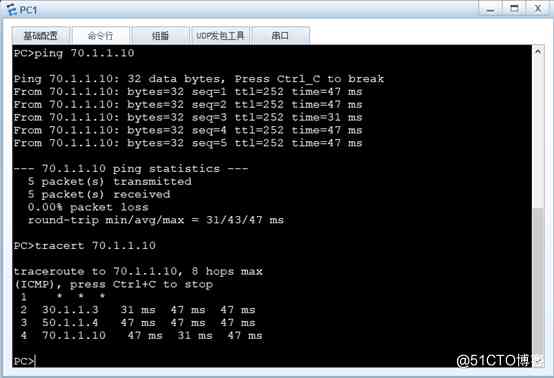 PC1
基础配置 命令行 组播 UDP发包工具 串口
PC>ping 70.1.1.10
Ping 70.1.1.10: 32 data bytes, Press Ctrl_C to break
From 70.1.1.10: bytes=32 seq=1 ttl=252 time=47 ms
From 70.1.1.10: bytes=32 seq=2 ttl=252 time=47 ms
From 70.1.1.10: bytes=32 seq=3 ttl=252 time=31 ms
From 70.1.1.10: bytes=32 seq=4 ttl=252 time=47 ms
From 70.1.1.10: bytes=32 seq=5 ttl=252 time=47 ms
--- 70.1.1.10 ping statistics ---
5 packet(s) transmitted
5 packet(s) received
0.00% packet loss
round-trip min/avg/max = 31/43/47 ms
PC>tracert 70.1.1.10
traceroute to 70.1.1.10, 8 hops max
(ICMP), press Ctrl+C to stop
1 * * *
2 30.1.1.3 31 ms 47 ms 47 ms
3 50.1.1.4 47 ms 47 ms 47 ms
4 70.1.1.10 47 ms 31 ms 47 ms
PC>
@51CTO博客